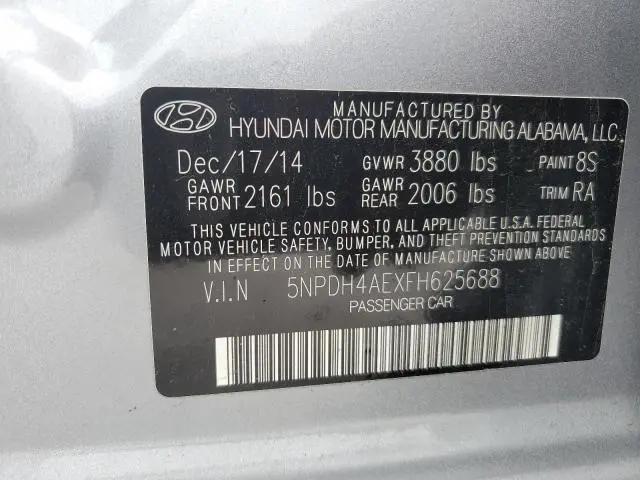 MANUFACTURED BY
HYUNDAI MOTOR MANUFACTURING ALABAMA, LLC.
Dec/17/14 GVWR 3880 lbs PAINT 8S
GAWR FRONT 2161 lbs GAWR REAR 2006 lbs TRIM RA
THIS VEHICLE CONFORMS TO ALL APPLICABLE U.S.A. FEDERAL
MOTOR VEHICLE SAFETY, BUMPER, AND THEFT PREVENTION STANDARDS
IN EFFECT ON THE DATE OF MANUFACTURE SHOWN ABOVE.
V.I.N 5NPDH4AEXFH625688
PASSENGER CAR